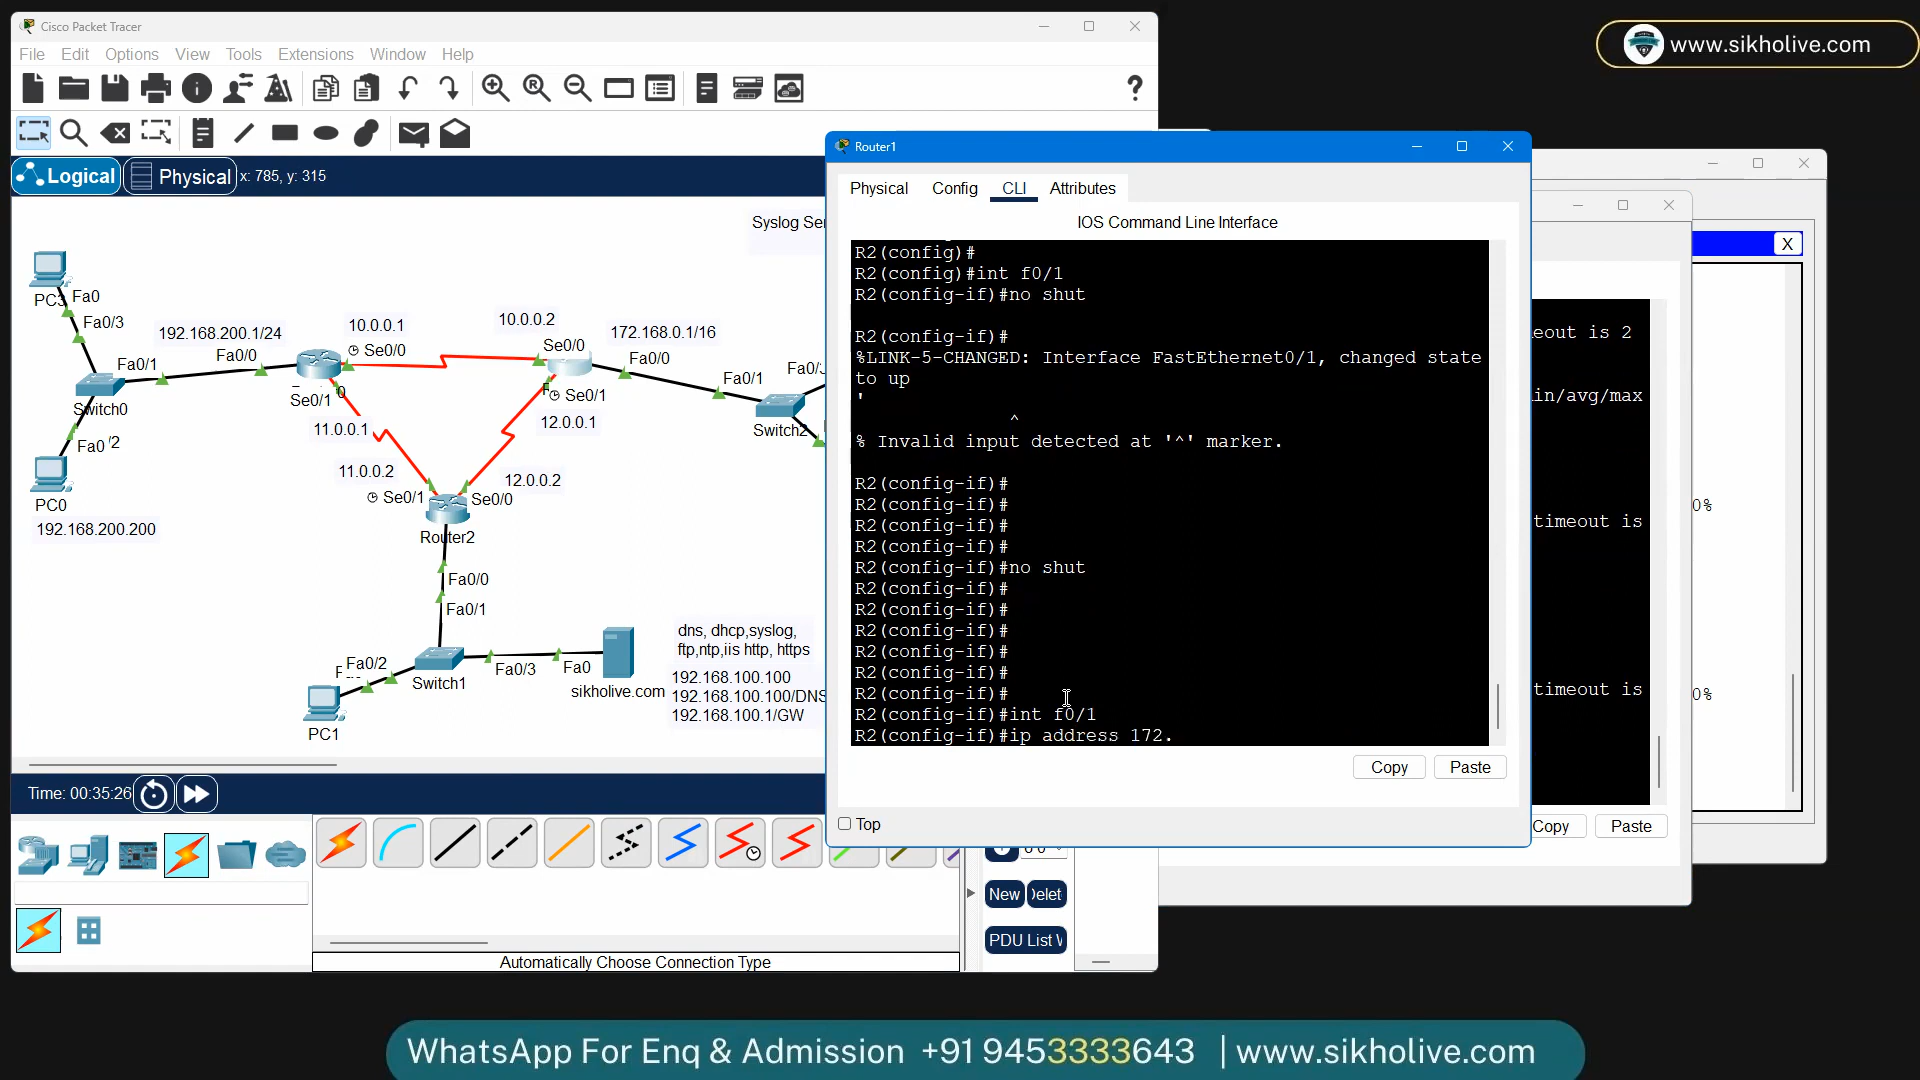 www.sikholive.com
Cisco Packet Tracer
File Edit Options View Tools Extensions Window Help
Logical
Physical
x: 785, y: 315
Syslog Ser
PC3
Fa0
Fa0/3
192.168.200.1/24
10.0.0.1
10.0.0.2
172.168.0.1/16
Fa0/1
Fa0/0
Se0/0
Se0/0
Fa0/0
Switch0
Se0/1
0
Se0/1
Fa0/1
11.0.0.1
12.0.0.1
Switch2
Fa0
/2
PC0
192.168.200.200
11.0.0.2
12.0.0.2
Se0/1
Se0/0
Router2
Fa0/0
Fa0/1
Fa0/2
Switch1
Fa0/3
Fa0
PC1
sikholive.com
dns, dhcp,syslog,
ftp,ntp,iis http, https
192.168.100.100
192.168.100.100/DNS
192.168.100.1/GW
Time: 00:35:26
Automatically Choose Connection Type
New
Delet
PDU List W
Router1
Physical Config CLI Attributes
IOS Command Line Interface
R2(config)#
R2(config)#int f0/1
R2(config-if)#no shut
R2(config-if)#
%LINK-5-CHANGED: Interface FastEthernet0/1, changed state
to up
'
^
% Invalid input detected at '^' marker.
R2(config-if)#
R2(config-if)#
R2(config-if)#
R2(config-if)#
R2(config-if)#no shut
R2(config-if)#
R2(config-if)#
R2(config-if)#
R2(config-if)#
R2(config-if)#
R2(config-if)#
R2(config-if)#int f0/1
R2(config-if)#ip address 172.
Copy
Paste
Top
X
eout is 2
in/avg/max
0%
timeout is
timeout is
0%
Copy
Paste
WhatsApp For Enq & Admission +91 9453333643 | www.sikholive.com